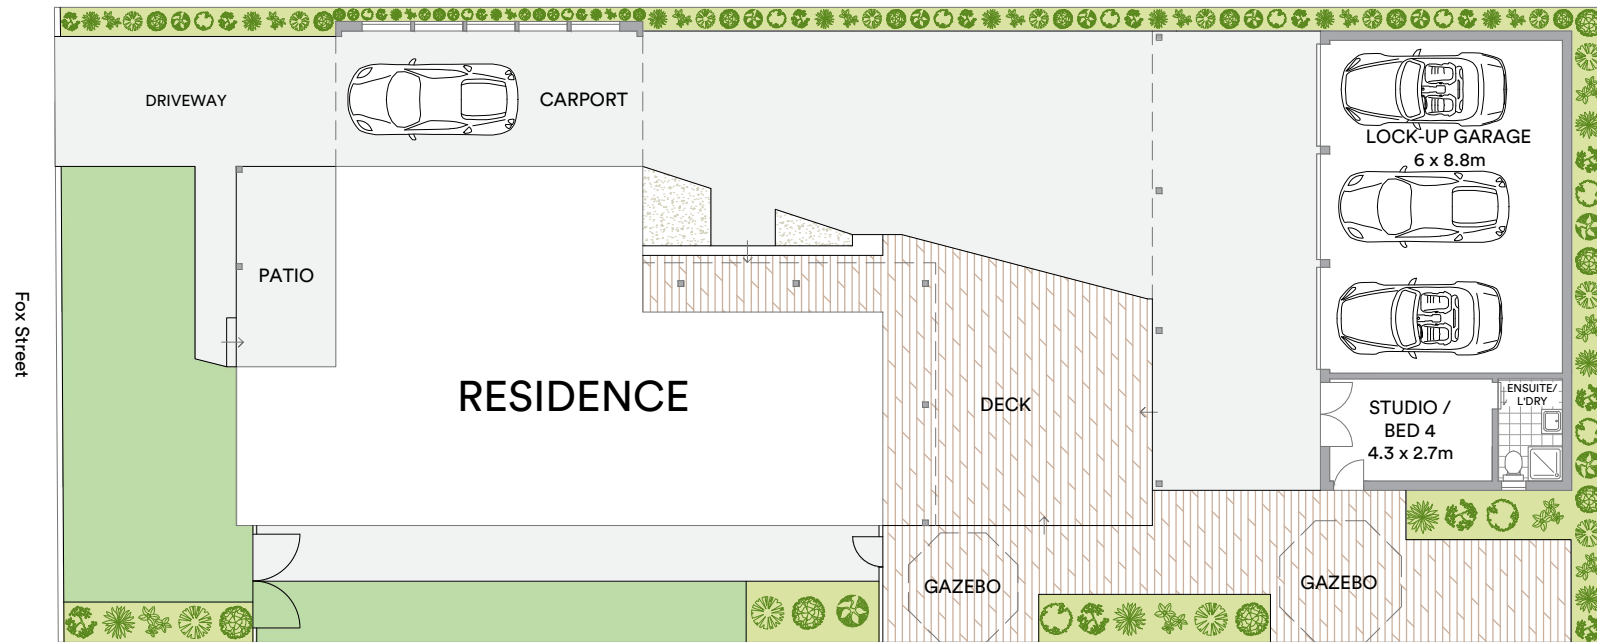 DRIVEWAY
CARPORT
LOCK-UP GARAGE
6 x 8.8m
PATIO
Fox Street
RESIDENCE
DECK
ENSUITE/
L'DRY
STUDIO /
BED 4
4.3 x 2.7m
GAZEBO
GAZEBO